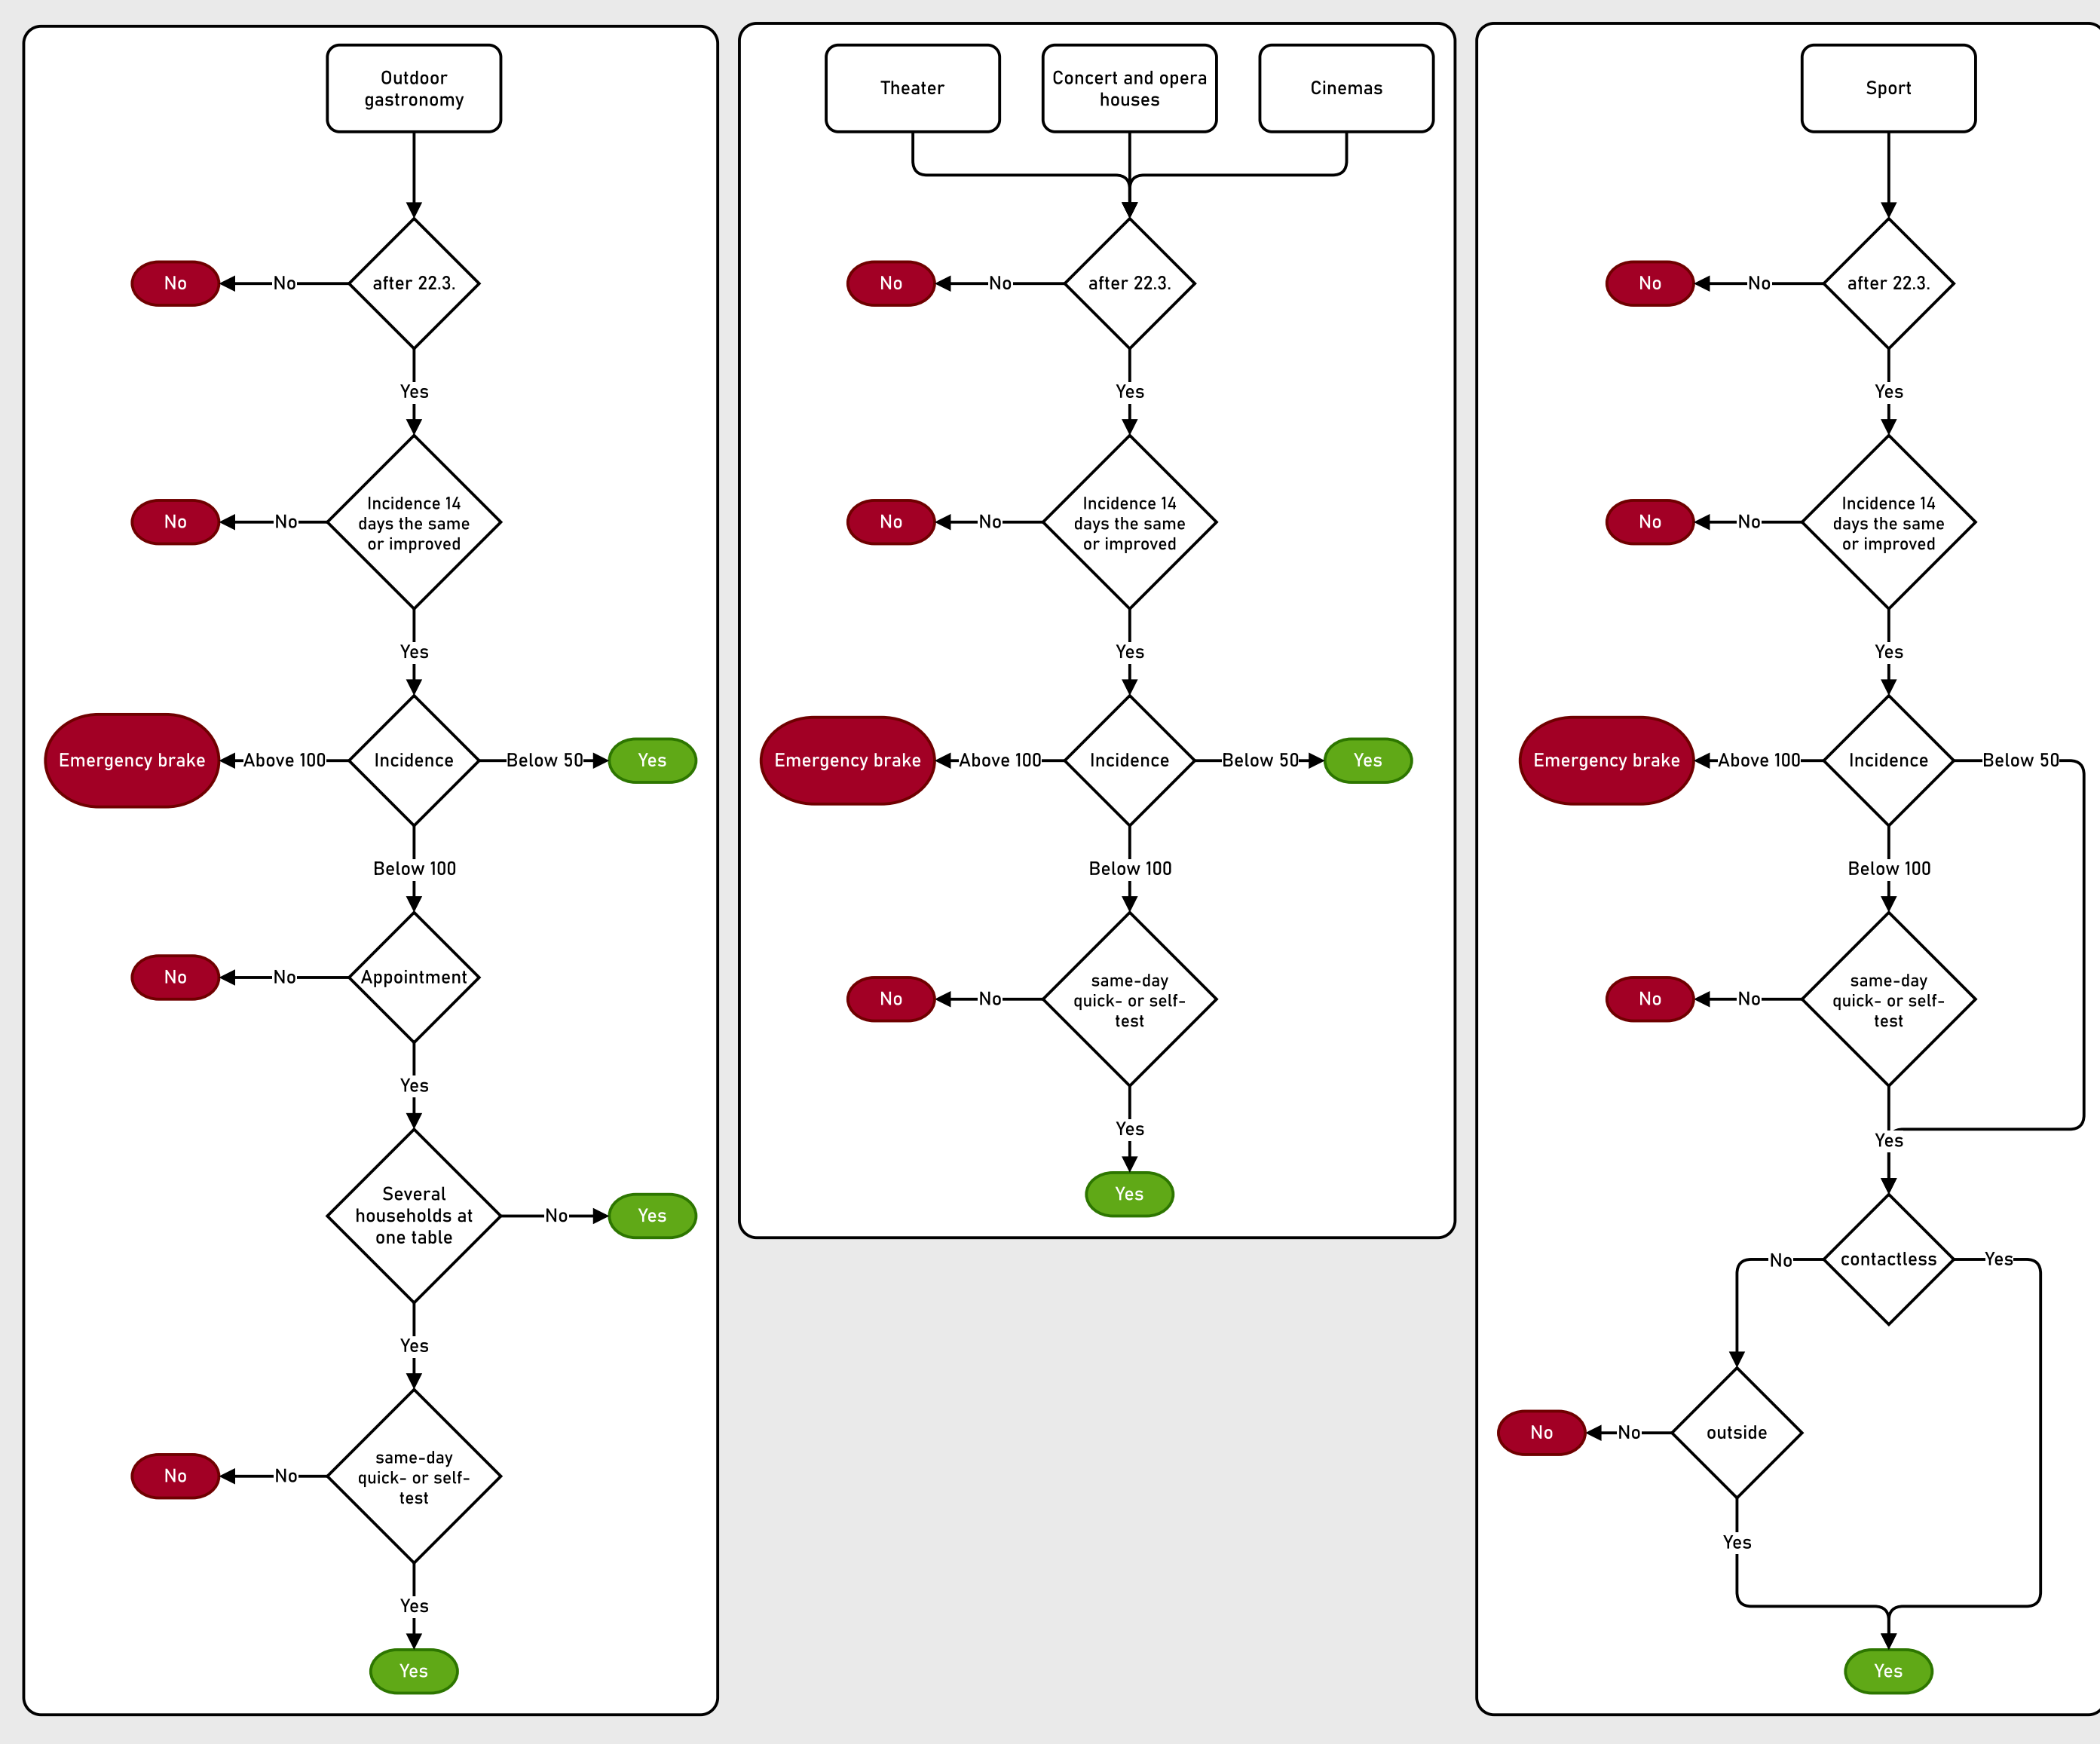 Outdoor
gastronomy
after 22.3.
No
No
Yes
Incidence 14
days the same
or improved
No
No
Yes
Incidence
Above 100
Emergency brake
Below 50
Yes
Below 100
Appointment
No
No
Yes
Several
households at
one table
No
Yes
Yes
same-day
quick- or self-
test
No
No
Yes
Yes
Theater
Concert and opera
houses
Cinemas
after 22.3.
No
No
Yes
Incidence 14
days the same
or improved
No
No
Yes
Incidence
Above 100
Emergency brake
Below 50
Yes
Below 100
same-day
quick- or self-
test
No
No
Yes
Yes
Sport
after 22.3.
No
No
Yes
Incidence 14
days the same
or improved
No
No
Yes
Incidence
Above 100
Emergency brake
Below 50
Below 100
same-day
quick- or self-
test
No
No
Yes
contactless
No
Yes
outside
No
No
Yes
Yes